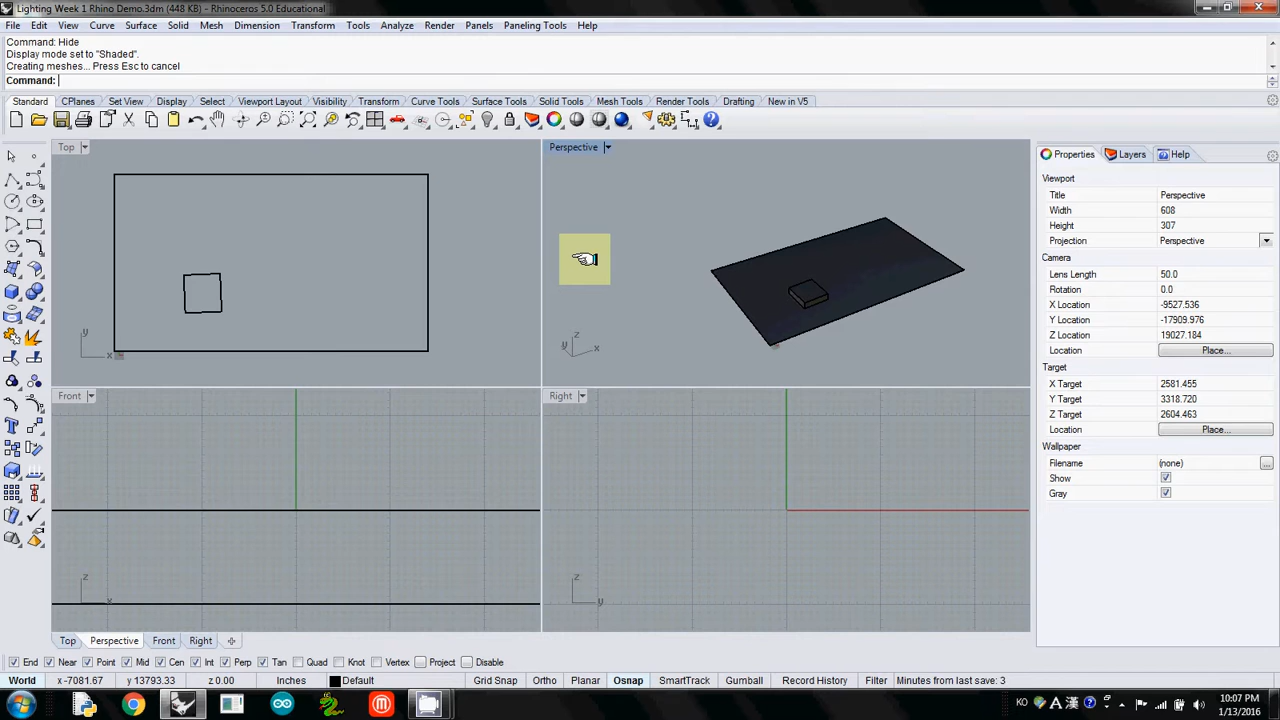 Lighting Week 1 Rhino Demo.3dm (448 KB) - Rhinoceros 5.0 Educational
File Edit View Curve Surface Solid Mesh Dimension Transform Tools Analyze Render Panels Paneling Tools Help
Command: Hide
Display mode set to "Shaded".
Creating meshes... Press Esc to cancel
Command:
Standard CPlanes Set View Display Select Viewport Layout Visibility Transform Curve Tools Surface Tools Solid Tools Mesh Tools Render Tools Drafting New in V5
Top Perspective Properties Layers Help
Viewport
Title Perspective
Width 608
Height 307
Projection Perspective
Camera
Lens Length 50.0
Rotation 0.0
X Location -9527.536
Y Location -17909.976
Z Location 19027.184
Location Place...
Target
X Target 2581.455
Y Target 3318.720
Z Target 2604.463
Location Place...
Wallpaper
Filename (none) ...
Show
Gray
y x
z y x
Front Right
z x
z y
Top Perspective Front Right
End Near Point Mid Cen Int Perp Tan Quad Knot Vertex Project Disable
World x -7081.67 y 13793.33 z 0.00 Inches Default Grid Snap Ortho Planar Osnap SmartTrack Gumball Record History Filter Minutes from last save: 3
KO A 漢 10:07 PM
1/13/2016